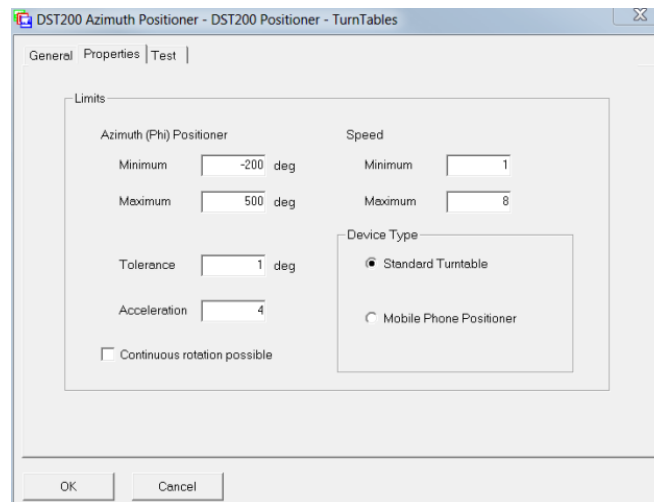 DST200 Azimuth Positioner - DST200 Positioner - TurnTables
General Properties Test
Limits
Azimuth (Phi) Positioner Speed
Minimum -200 deg Minimum 1
Maximum 500 deg Maximum 8
Device Type
Tolerance 1 deg Standard Turntable
Acceleration 4 Mobile Phone Positioner
Continuous rotation possible
OK Cancel